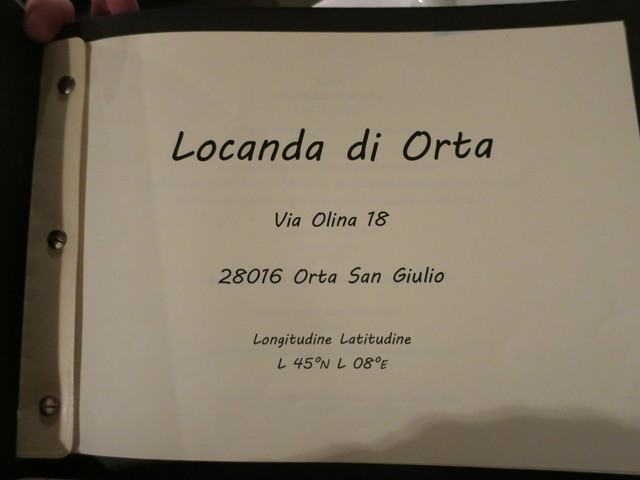 Locanda di Orta
Via Olina 18
28016 Orta San Giulio
Longitudine Latitudine
L 45°N L 08°E